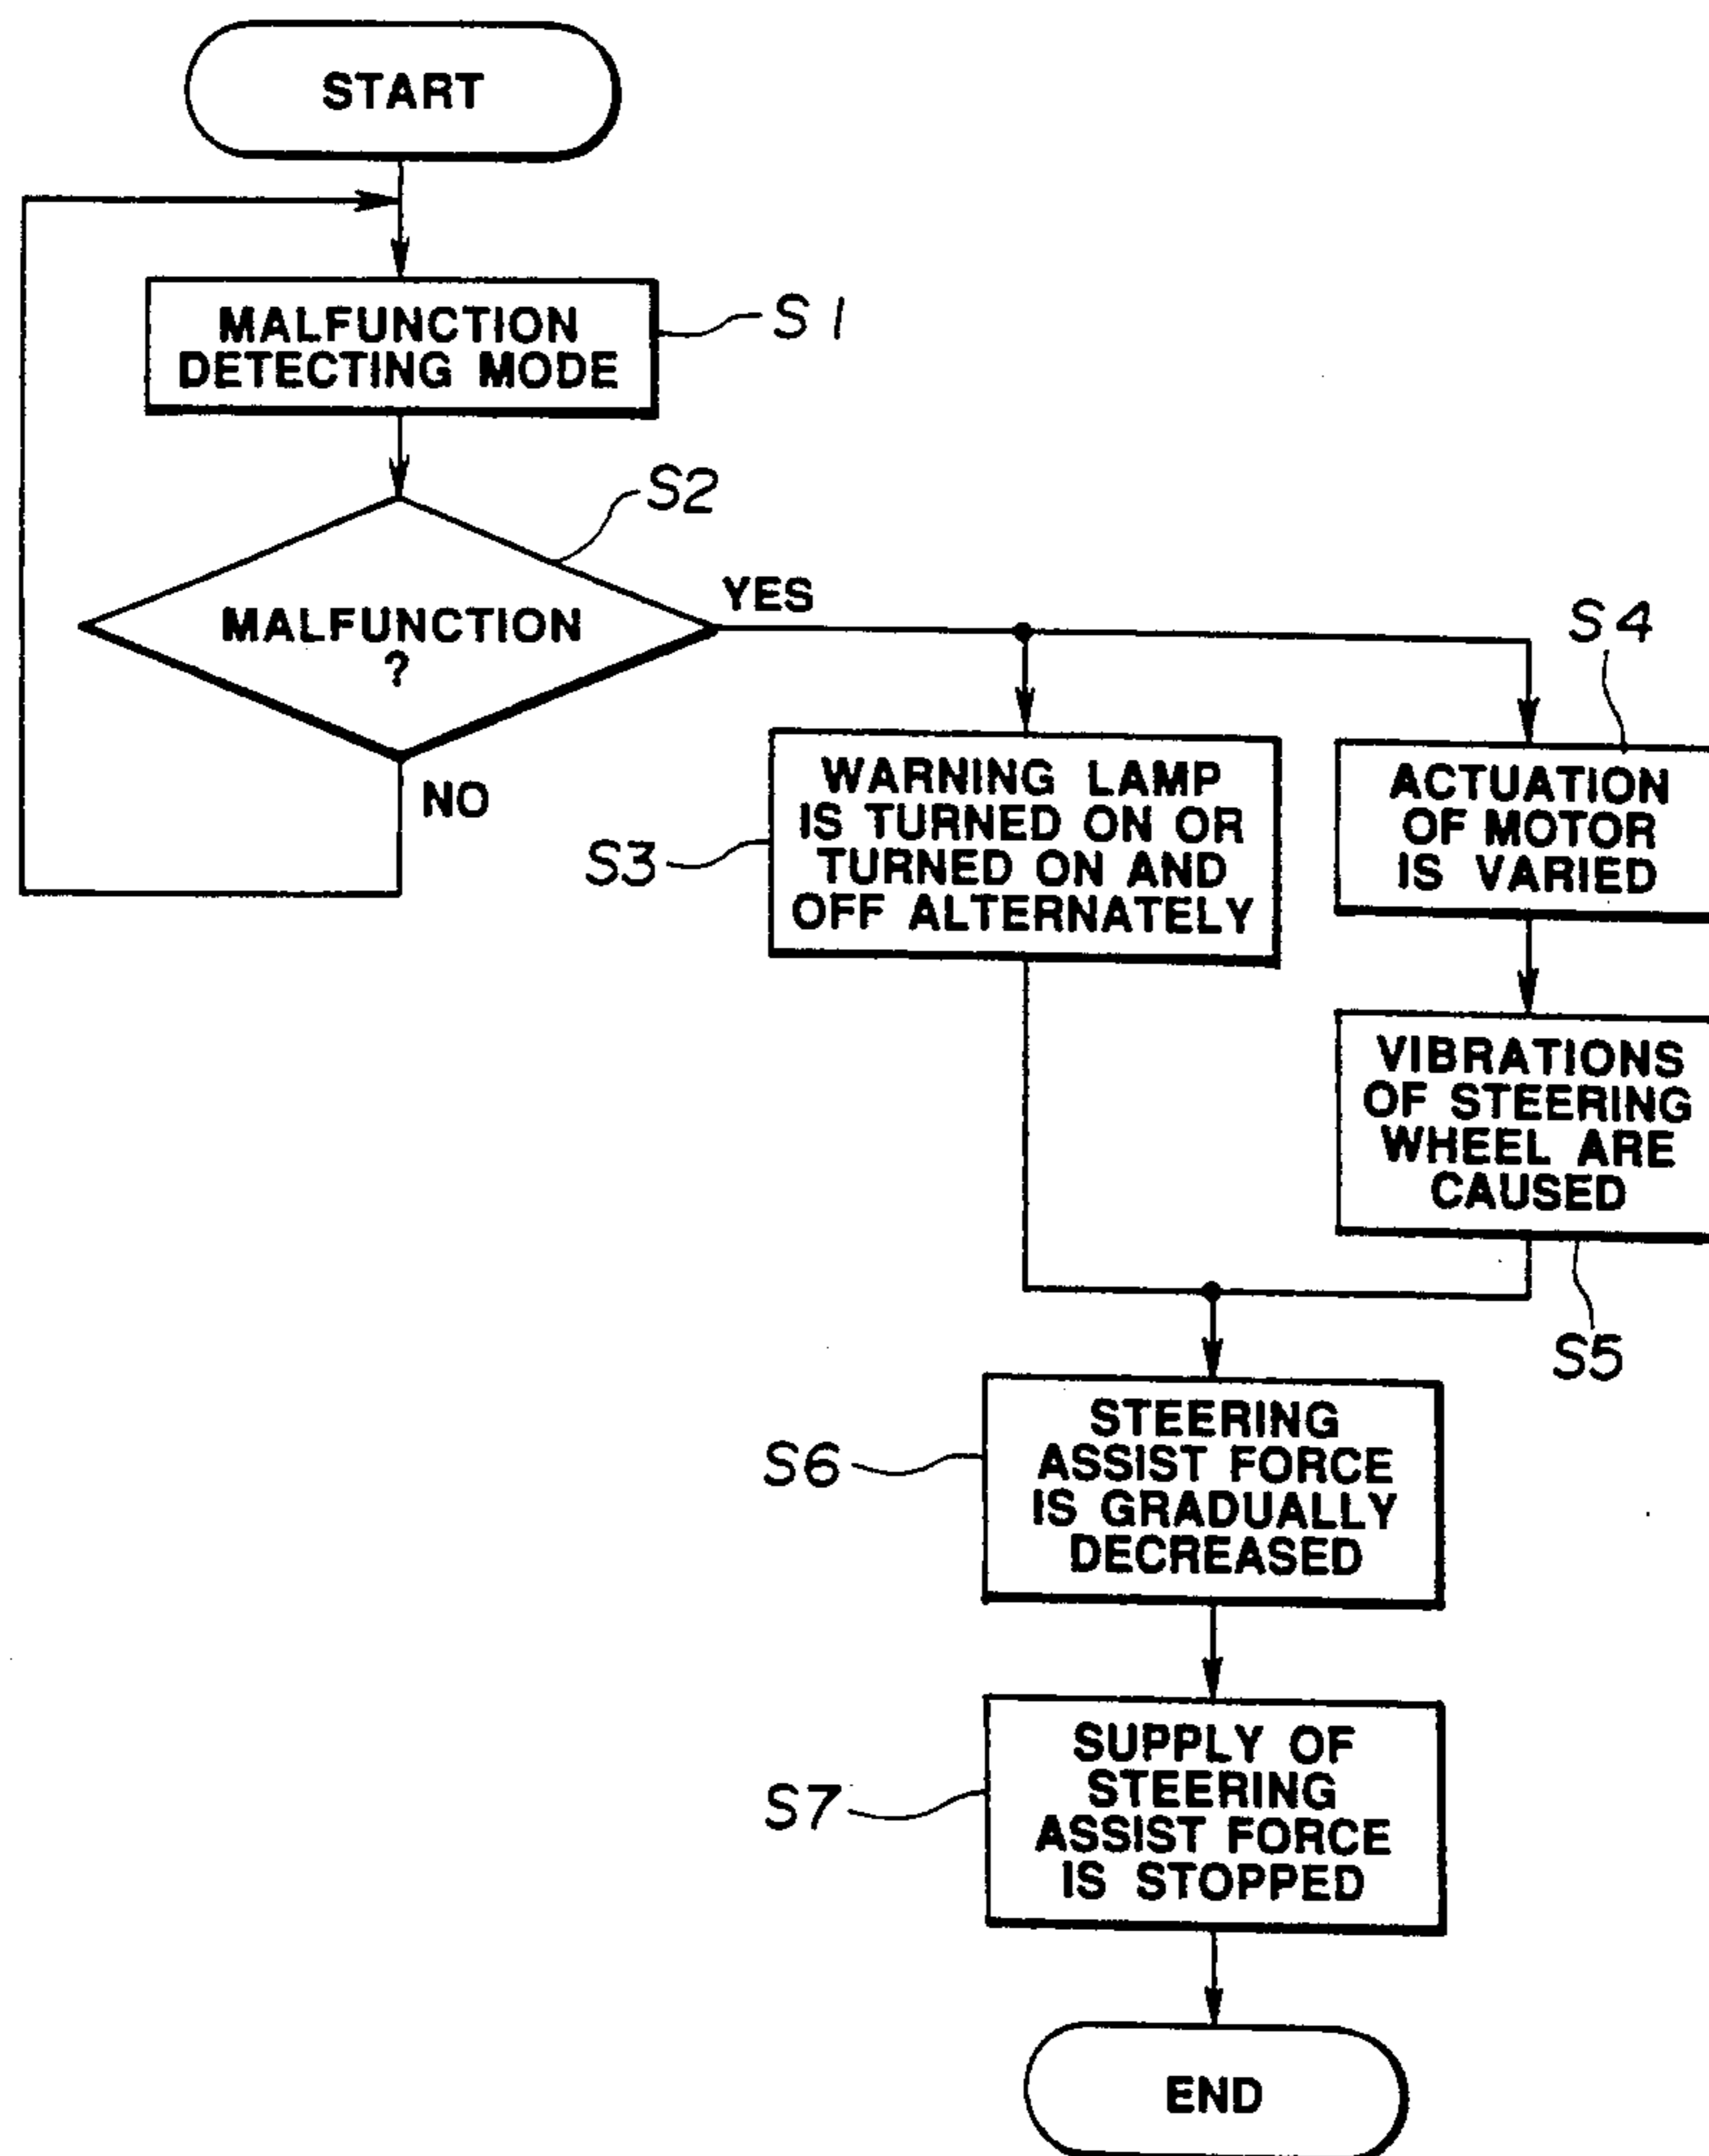 START
MALFUNCTION
DETECTING MODE
S1
S2
MALFUNCTION
?
YES
NO
S3
WARNING LAMP
IS TURNED ON OR
TURNED ON AND
OFF ALTERNATELY
S4
ACTUATION
OF MOTOR
IS VARIED
VIBRATIONS
OF STEERING
WHEEL ARE
CAUSED
S5
S6
STEERING
ASSIST FORCE
IS GRADUALLY
DECREASED
S7
SUPPLY OF
STEERING
ASSIST FORCE
IS STOPPED
END